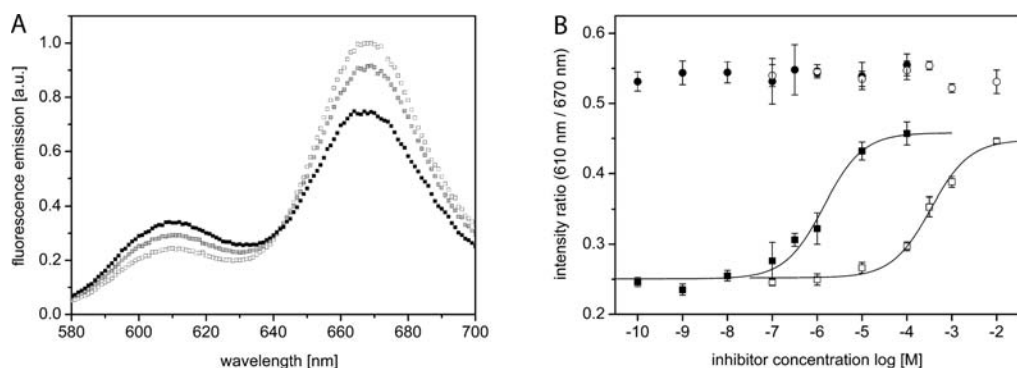 A
fluorescence emission [a.u.]
1.0
0.8
0.6
0.4
0.2
0.0
580 600 620 640 660 680 700
wavelength [nm]
B
intensity ratio (610 nm / 670 nm)
0.6
0.5
0.4
0.3
0.2
-10 -9 -8 -7 -6 -5 -4 -3 -2
inhibitor concentration log [M]